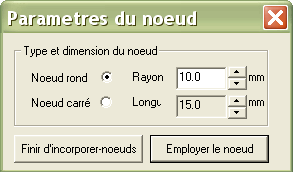 Parametres du noeud
Type et dimension du noeud
Noeud rond Rayon 10.0 mm
Noeud carré Longu 15.0 mm
Finir d'incorporer-noeuds Employer le noeud